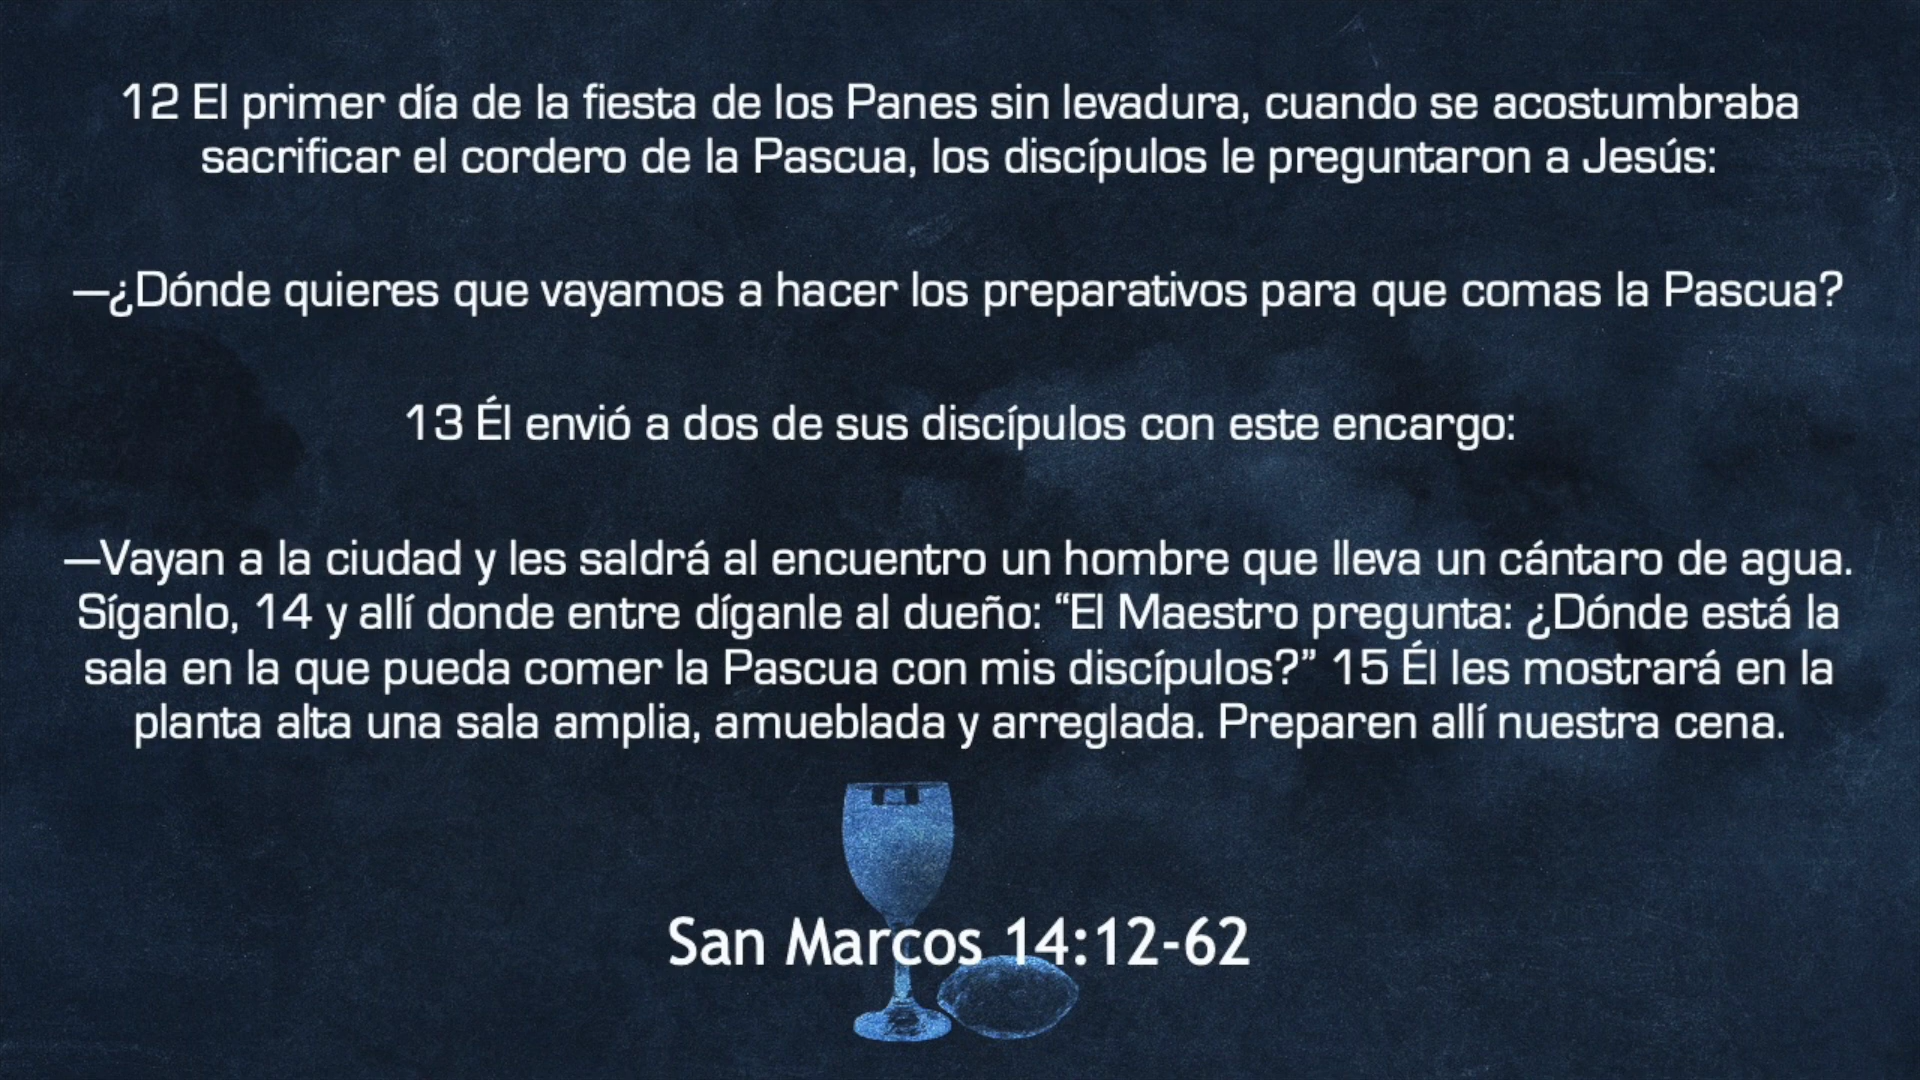 12 El primer día de la fiesta de los Panes sin levadura, cuando se acostumbraba
sacrificar el cordero de la Pascua, los discípulos le preguntaron a Jesús:
—¿Dónde quieres que vayamos a hacer los preparativos para que comas la Pascua?
13 Él envió a dos de sus discípulos con este encargo:
—Vayan a la ciudad y les saldrá al encuentro un hombre que lleva un cántaro de agua.
Síganlo, 14 y allí donde entre díganle al dueño: “El Maestro pregunta: ¿Dónde está la
sala en la que pueda comer la Pascua con mis discípulos?” 15 Él les mostrará en la
planta alta una sala amplia, amueblada y arreglada. Preparen allí nuestra cena.
San Marcos 14:12-62